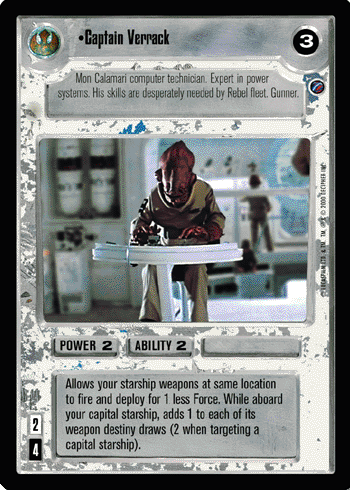 •Captain Verrack
3
Mon Calamari computer technician. Expert in power
systems. His skills are desperately needed by Rebel fleet. Gunner.
POWER 2 ABILITY 2
Allows your starship weapons at same location
to fire and deploy for 1 less Force. While aboard
your capital starship, adds 1 to each of its
weapon destiny draws (2 when targeting a
capital starship).
2
4